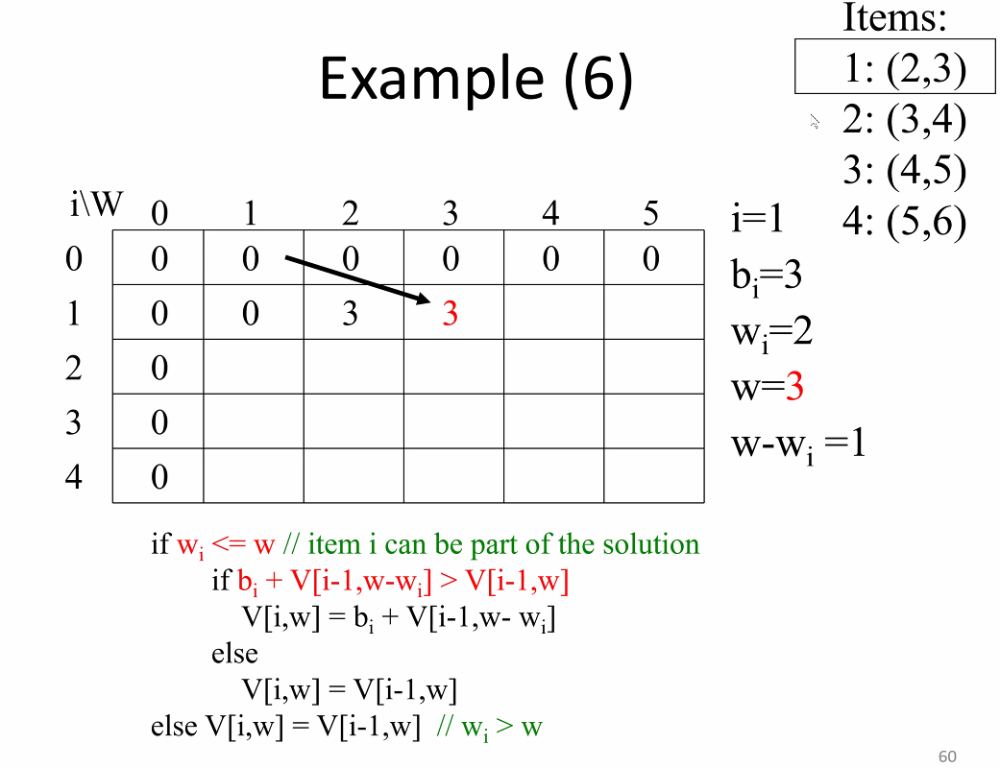 Example (6)
Items:
1: (2,3)
2: (3,4)
3: (4,5)
4: (5,6)
i\W 0 1 2 3 4 5
0 0 0 0 0 0 0
1 0 0 3 3
2 0
3 0
4 0
i=1
bi=3
wi=2
w=3
w-wi =1
if wi <= w // item i can be part of the solution
if bi + V[i-1,w-wi] > V[i-1,w]
V[i,w] = bi + V[i-1,w- wi]
else
V[i,w] = V[i-1,w]
else V[i,w] = V[i-1,w] // wi > w
60